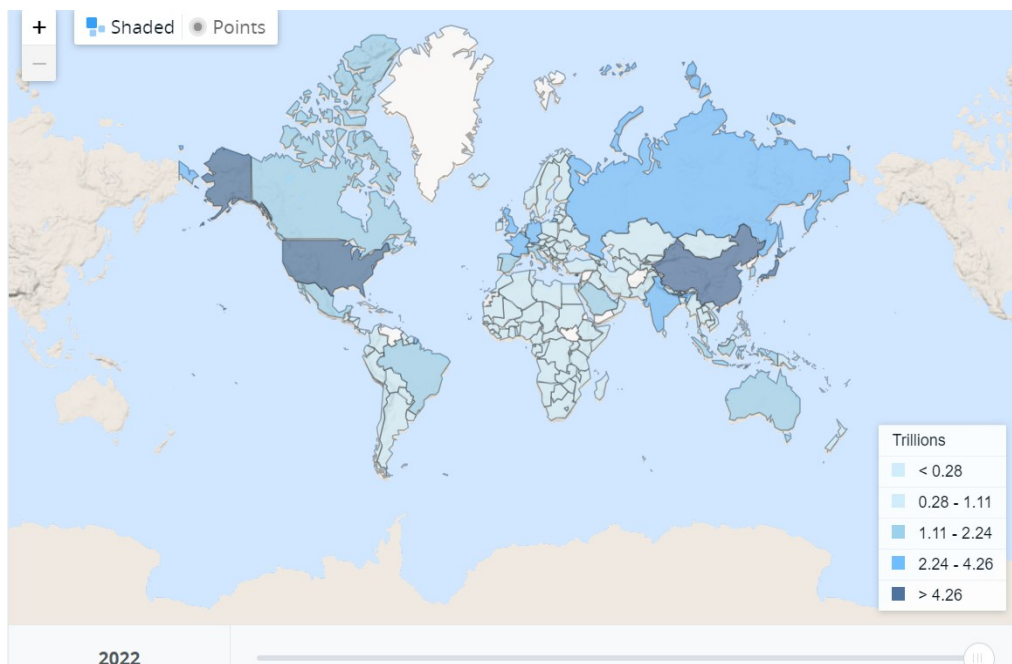 +
Shaded
Points
−
Trillions
< 0.28
0.28 - 1.11
1.11 - 2.24
2.24 - 4.26
> 4.26
2022